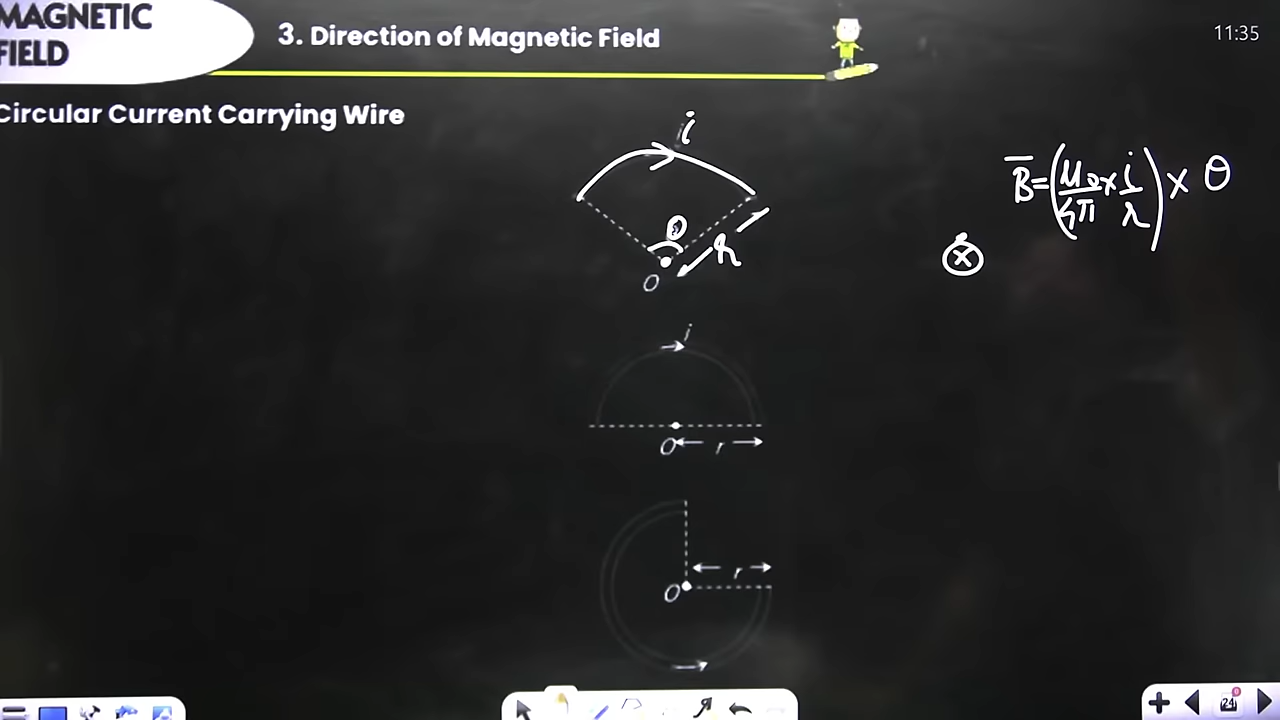 MAGNETIC
FIELD
3. Direction of Magnetic Field
11:35
Circular Current Carrying Wire
i
B̅ = (μ0/4π × i/r) × θ
θ
r
O
⊗
i
O
r
r
O
24